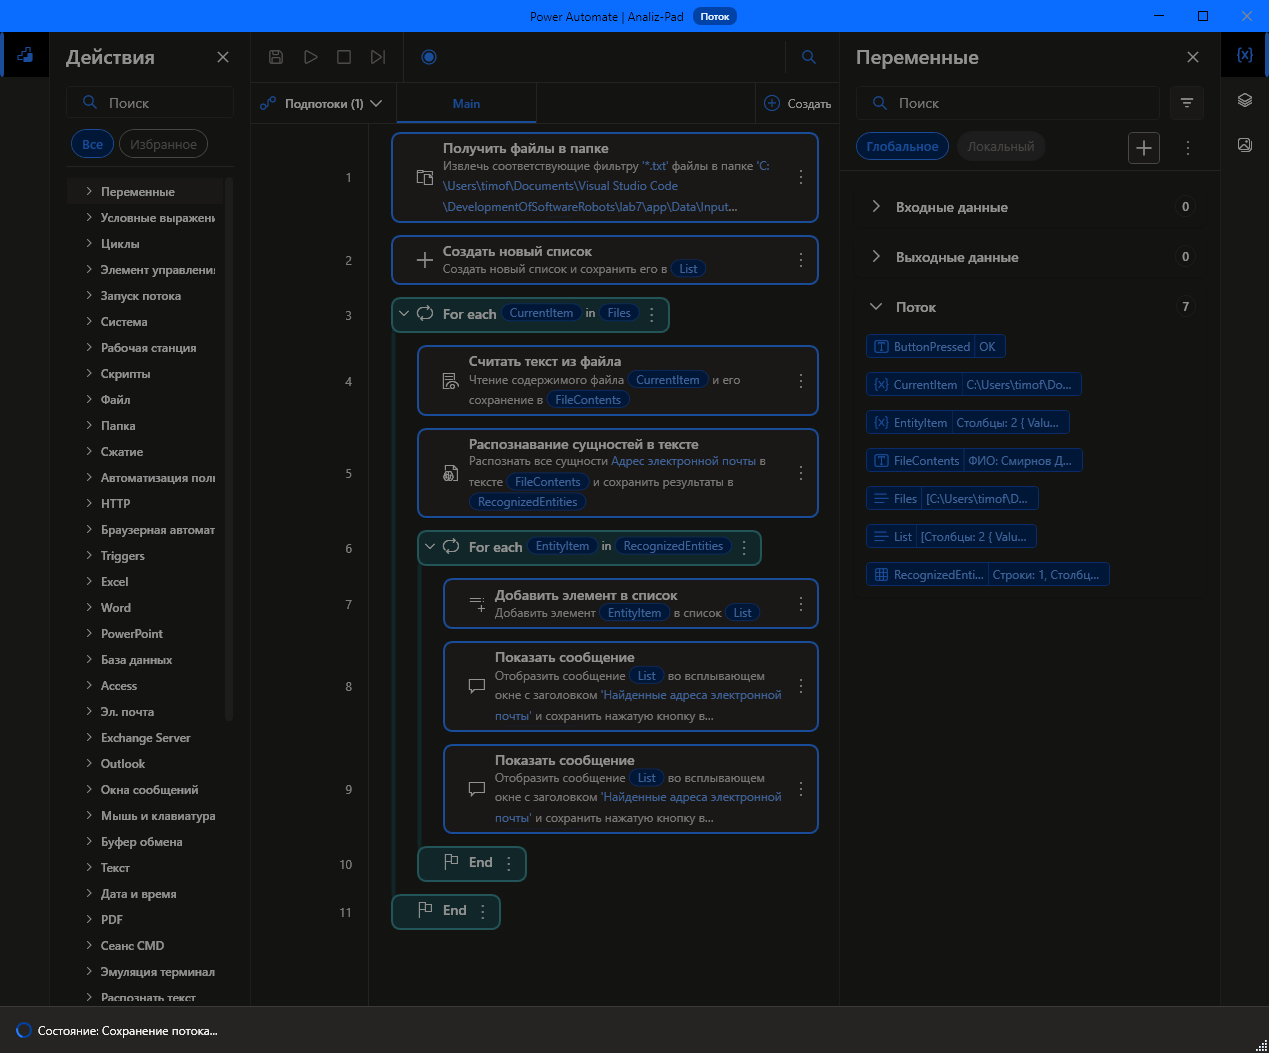 Power Automate | Analiz-Pad Поток
Действия
Поиск
Все Избранное
Переменные
Условные выражени
Циклы
Элемент управлени
Запуск потока
Система
Рабочая станция
Скрипты
Файл
Папка
Сжатие
Автоматизация поль
HTTP
Браузерная автомат
Triggers
Excel
Word
PowerPoint
База данных
Access
Эл. почта
Exchange Server
Outlook
Окна сообщений
Мышь и клавиатура
Буфер обмена
Текст
Дата и время
PDF
Сеанс CMD
Эмуляция терминал
Распознать текст
Подпотоки (1) Main Создать
1
Получить файлы в папке
Извлечь соответствующие фильтру '*.txt' файлы в папке 'C:
\Users\timof\Documents\Visual Studio Code
\DevelopmentOfSoftwareRobots\lab7\app\Data\Input...
2
Создать новый список
Создать новый список и сохранить его в List
3
For each CurrentItem in Files
4
Считать текст из файла
Чтение содержимого файла CurrentItem и его
сохранение в FileContents
5
Распознавание сущностей в тексте
Распознать все сущности Адрес электронной почты в
тексте FileContents и сохранить результаты в
RecognizedEntities
6
For each EntityItem in RecognizedEntities
7
Добавить элемент в список
Добавить элемент EntityItem в список List
8
Показать сообщение
Отобразить сообщение List во всплывающем
окне с заголовком 'Найденные адреса электронной
почты' и сохранить нажатую кнопку в...
9
Показать сообщение
Отобразить сообщение List во всплывающем
окне с заголовком 'Найденные адреса электронной
почты' и сохранить нажатую кнопку в...
10
End
11
End
Переменные
{x}
Поиск
Глобальное Локальный
Входные данные 0
Выходные данные 0
Поток 7
ButtonPressed OK
{x} CurrentItem C:\Users\timof\Do...
{x} EntityItem Столбцы: 2 { Valu...
FileContents ФИО: Смирнов Д...
Files [C:\Users\timof\D...
List [Столбцы: 2 { Valu...
RecognizedEnti... Строки: 1, Столбц...
Состояние: Сохранение потока...